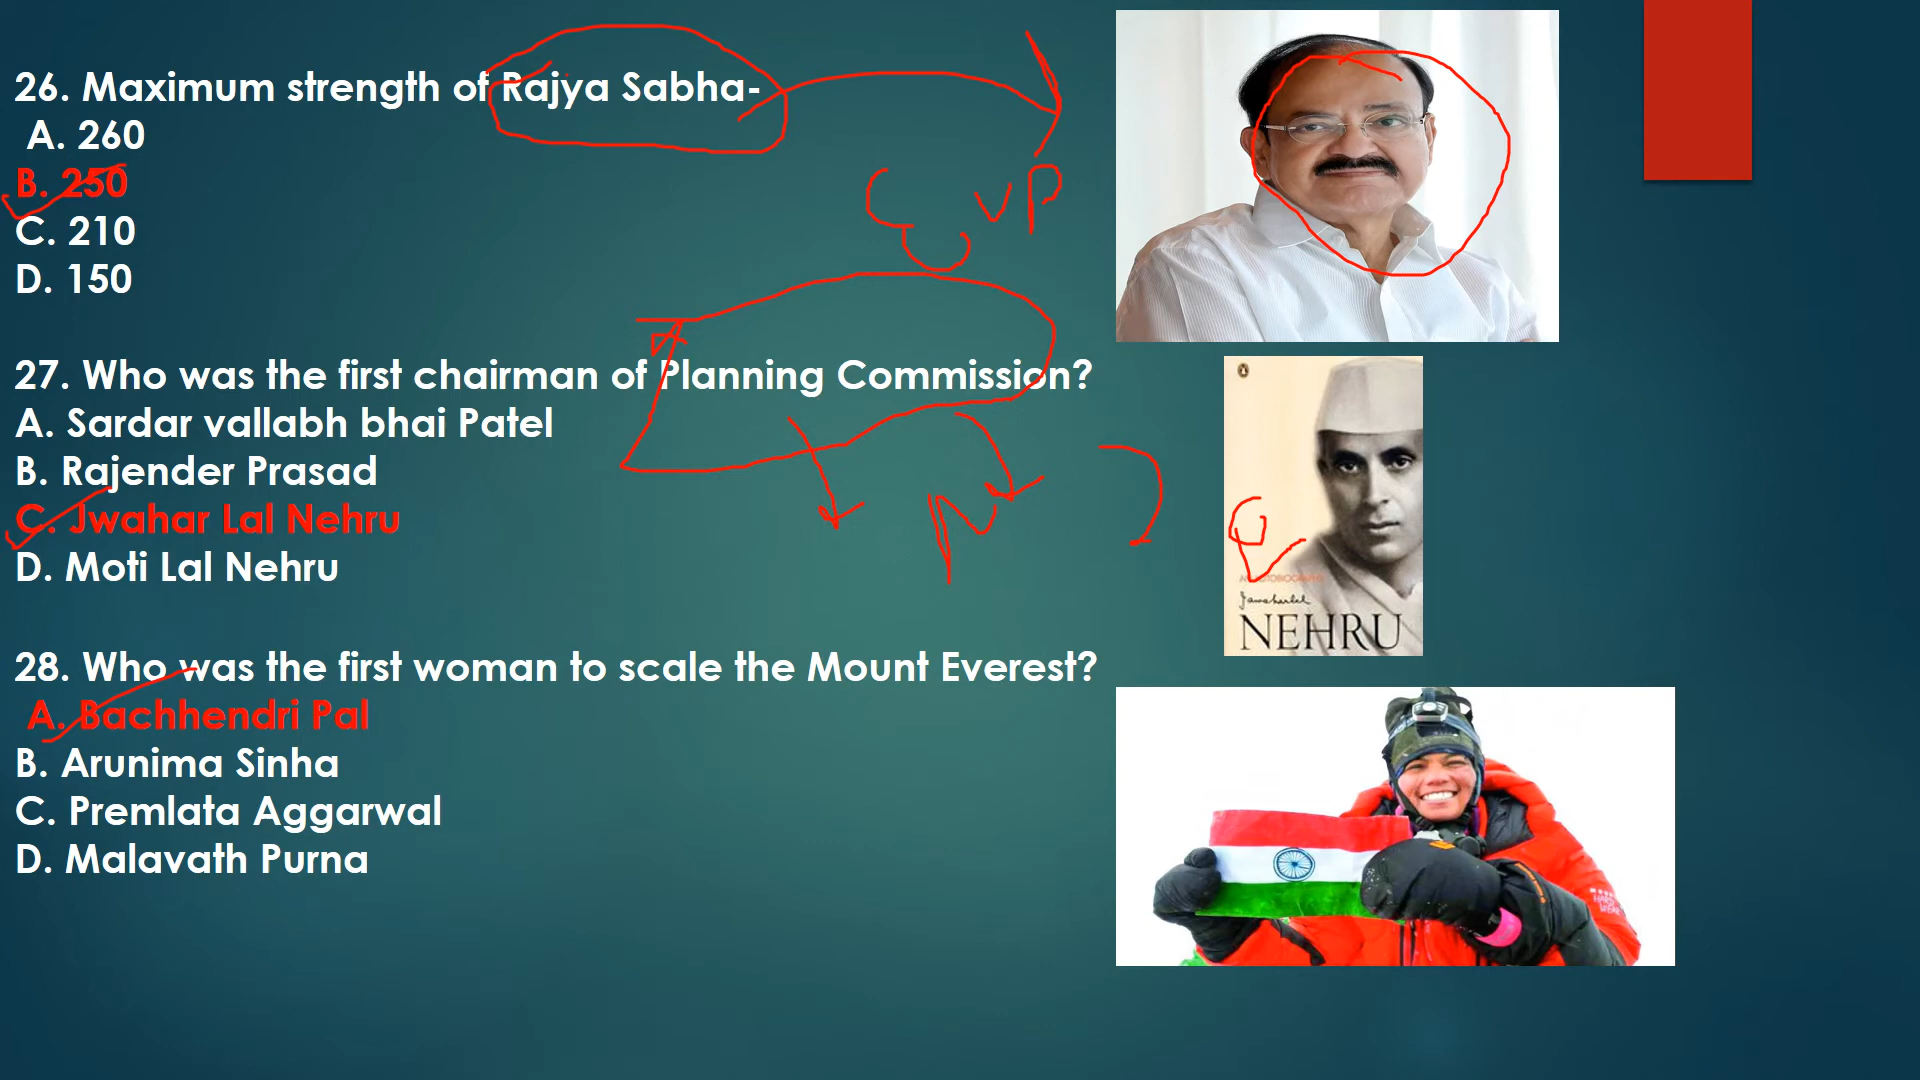 26. Maximum strength of Rajya Sabha-
A. 260
B. 250
C. 210
D. 150
VP
27. Who was the first chairman of Planning Commission?
A. Sardar vallabh bhai Patel
B. Rajender Prasad
C. Jwahar Lal Nehru
D. Moti Lal Nehru
NEHRU
28. Who was the first woman to scale the Mount Everest?
A. Bachhendri Pal
B. Arunima Sinha
C. Premlata Aggarwal
D. Malavath Purna